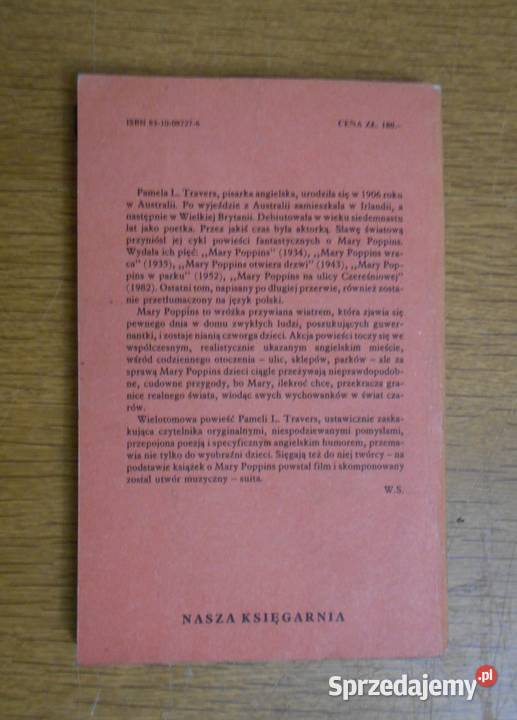 ISBN 83-10-08727-6 CENA ZŁ. 180.-
Pamela L. Travers, pisarka angielska, urodziła się w 1906 roku
w Australii. Po wyjeździe z Australii zamieszkała w Irlandii, a
następnie w Wielkiej Brytanii. Debiutowała w wieku siedemnastu
lat jako poetka. Przez jakiś czas była aktorką. Sławę światową
przyniósł jej cykl powieści fantastycznych o Mary Poppins.
Wydała ich pięć: ,,Mary Poppins" (1934), ,,Mary Poppins wra-
ca" (1935), ,,Mary Poppins otwiera drzwi" (1943), ,,Mary Pop-
pins w parku" (1952), ,,Mary Poppins na ulicy Czereśniowej"
(1982). Ostatni tom, napisany po długiej przerwie, również zosta-
nie przetłumaczony na język polski.
Mary Poppins to wróżka przywiana wiatrem, która zjawia się
pewnego dnia w domu zwykłych ludzi, poszukujących guwer-
nantki, i zostaje nianią czworga dzieci. Akcja powieści toczy się we
współczesnym, realistycznie ukazanym angielskim mieście,
wśród codziennego otoczenia – ulic, sklepów, parków – ale za
sprawą Mary Poppins dzieci ciągle przeżywają nieprawdopodob-
ne, cudowne przygody, bo Mary, ilekroć chce, przekracza gra-
nice realnego świata, wiodąc swych wychowanków w świat cza-
rów.
Wielotomowa powieść Pameli L. Travers, ustawicznie zaska-
kująca czytelnika oryginalnymi, niespodziewanymi pomysłami,
przepojona poezją i specyficznym angielskim humorem, przema-
wia nie tylko do wyobraźni dzieci. Sięgają też do niej twórcy – na
podstawie książek o Mary Poppins powstał film i skomponowany
został utwór muzyczny – suita.
W.S.
NASZA KSIĘGARNIA
Sprzedajemy.pl